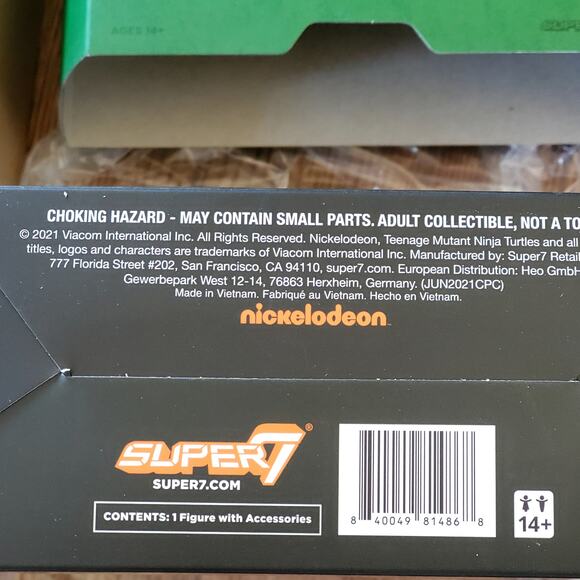 AGES 14+
SUPER
CHOKING HAZARD - MAY CONTAIN SMALL PARTS. ADULT COLLECTIBLE, NOT A TO
© 2021 Viacom International Inc. All Rights Reserved. Nickelodeon, Teenage Mutant Ninja Turtles and all
titles, logos and characters are trademarks of Viacom International Inc. Manufactured by: Super7 Retail
777 Florida Street #202, San Francisco, CA 94110, super7.com. European Distribution: Heo GmbH
Gewerbepark West 12-14, 76863 Herxheim, Germany. (JUN2021CPC)
Made in Vietnam. Fabriqué au Vietnam. Hecho en Vietnam.
nickelodeon
SUPER7®
SUPER7.COM
CONTENTS: 1 Figure with Accessories
8 40049 81486 8
14+